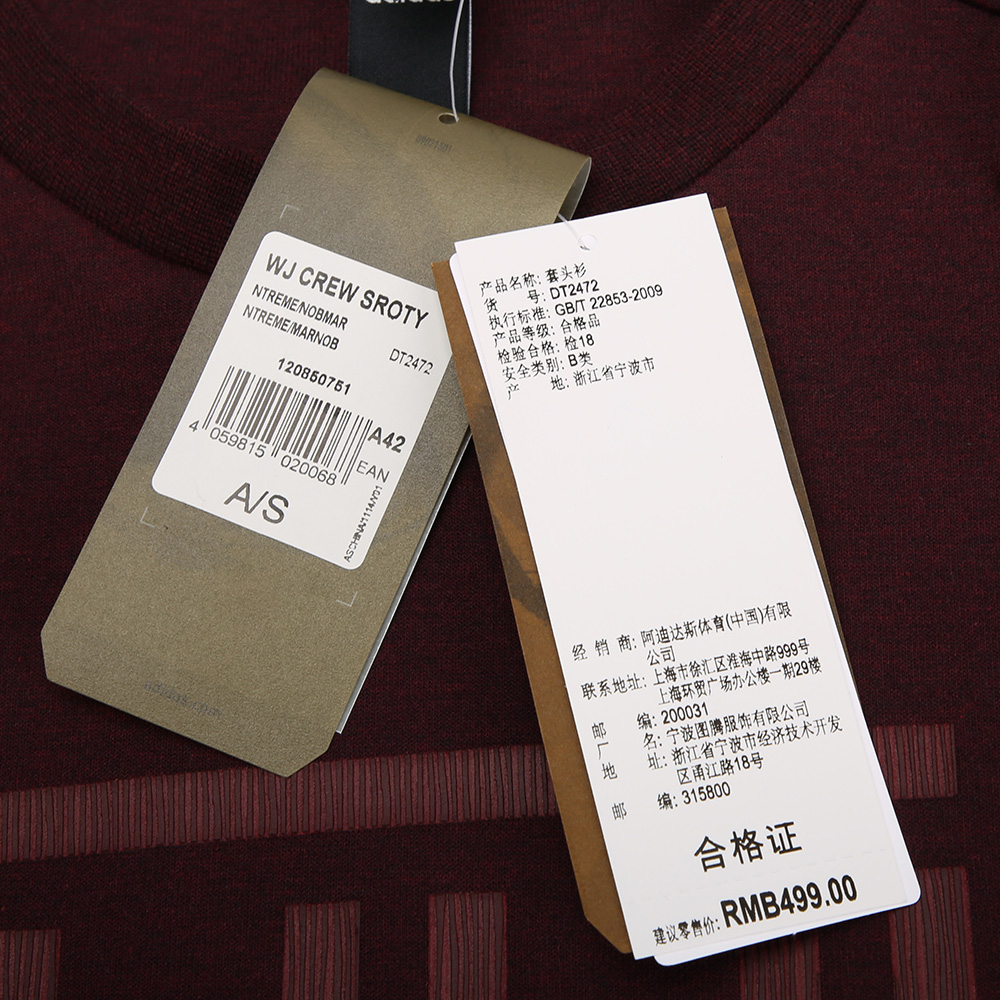 WJ CREW SROTY
NTREME/NOBMAR
NTREME/MARNOB
DT2472
120850751
A42
4 059815 020068
EAN
A/S
ASCHINA/1114/V01
产品名称: 套头衫
货 号: DT2472
执行标准: GB/T 22853-2009
产品等级: 合格品
检验合格: 检18
安全类别: B类
产 地: 浙江省宁波市
经 销 商: 阿迪达斯体育(中国)有限
公司
联系地址: 上海市徐汇区淮海中路999号
上海环贸广场办公楼一期29楼
邮 编: 200031
厂 名: 宁波图腾服饰有限公司
地 址: 浙江省宁波市经济技术开发
区甬江路18号
邮 编: 315800
合格证
建议零售价: RMB499.00